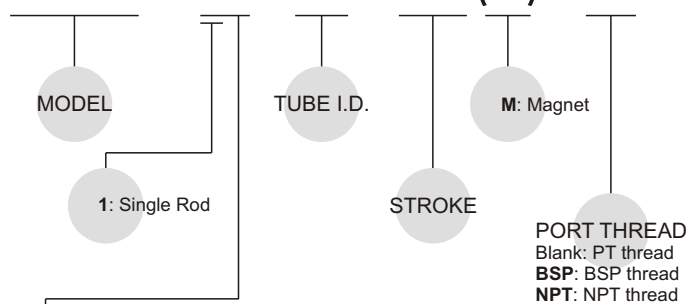 MODEL
TUBE I.D.
M: Magnet
1: Single Rod
STROKE
PORT THREAD
Blank: PT thread
BSP: BSP thread
NPT: NPT thread